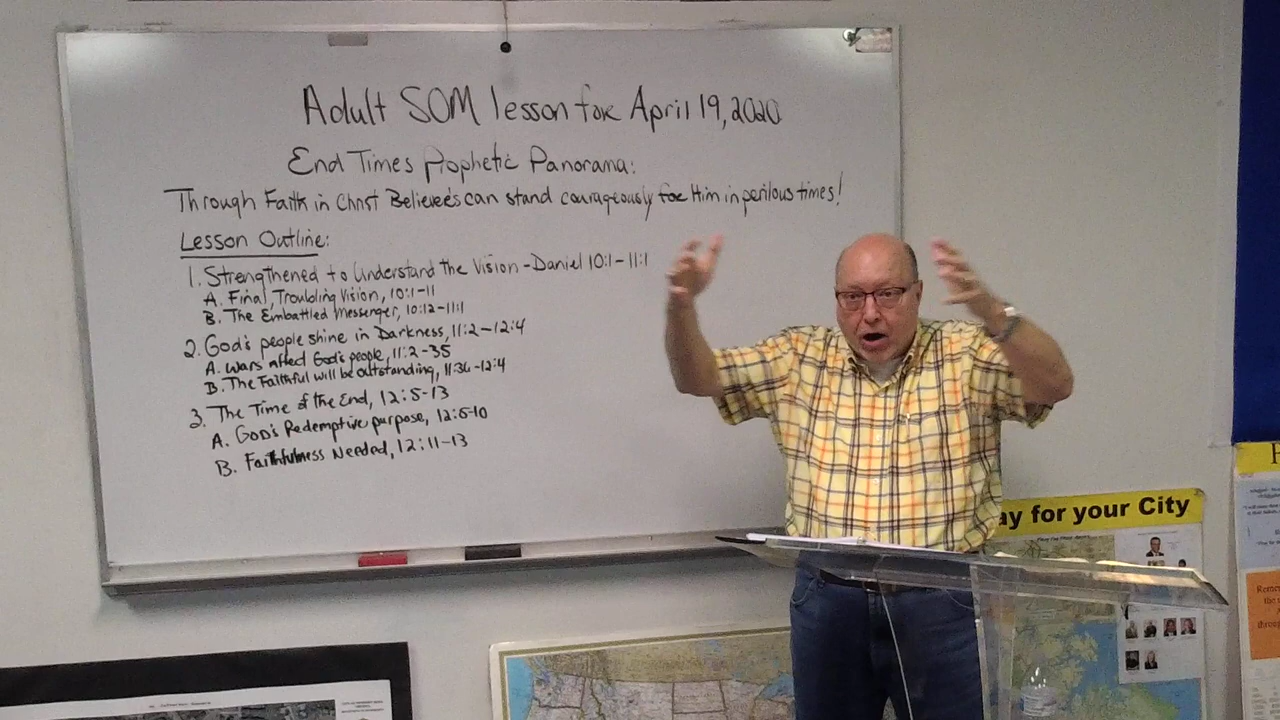 Adult SOM lesson for April 19, 2020
End Times Prophetic Panorama:
Through Faith in Christ Believers can stand courageously for Him in perilous times!
Lesson Outline:
1. Strengthened to Understand the Vision - Daniel 10:1-11:1
A. Final Troubling Vision, 10:1-11
B. The Embattled Messenger, 10:12-11:1
2. God's people shine in Darkness, 11:2-12:4
A. Wars affect God's people, 11:2-35
B. The Faithful will be outstanding, 11:36-12:4
3. The Time of the End, 12:5-13
A. GOD's Redemptive purpose, 12:5-10
B. Faithfulness Needed, 12:11-13
ay for your City